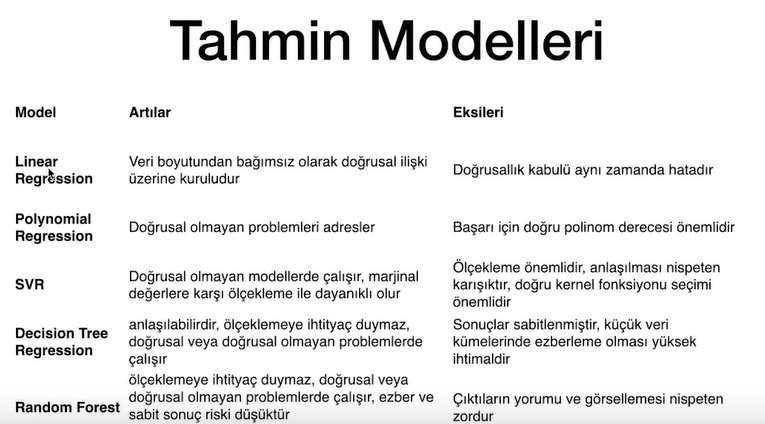 Tahmin Modelleri
Model
Artılar
Eksileri
Linear
Regression
Veri boyutundan bağımsız olarak doğrusal ilişki
üzerine kuruludur
Doğrusallık kabulü aynı zamanda hatadır
Polynomial
Regression
Doğrusal olmayan problemleri adresler
Başarı için doğru polinom derecesi önemlidir
SVR
Doğrusal olmayan modellerde çalışır, marjinal
değerlere karşı ölçekleme ile dayanıklı olur
Ölçekleme önemlidir, anlaşılması nispeten
karışıktır, doğru kernel fonksiyonu seçimi
önemlidir
Decision Tree
Regression
anlaşılabilirdir, ölçeklemeye ihtiyaç duymaz,
doğrusal veya doğrusal olmayan problemlerde
çalışır
Sonuçlar sabitlenmiştir, küçük veri
kümelerinde ezberleme olması yüksek
ihtimaldir
Random Forest
ölçeklemeye ihtiyaç duymaz, doğrusal veya
doğrusal olmayan problemlerde çalışır, ezber ve
sabit sonuç riski düşüktür
Çıktıların yorumu ve görsellemesi nispeten
zordur